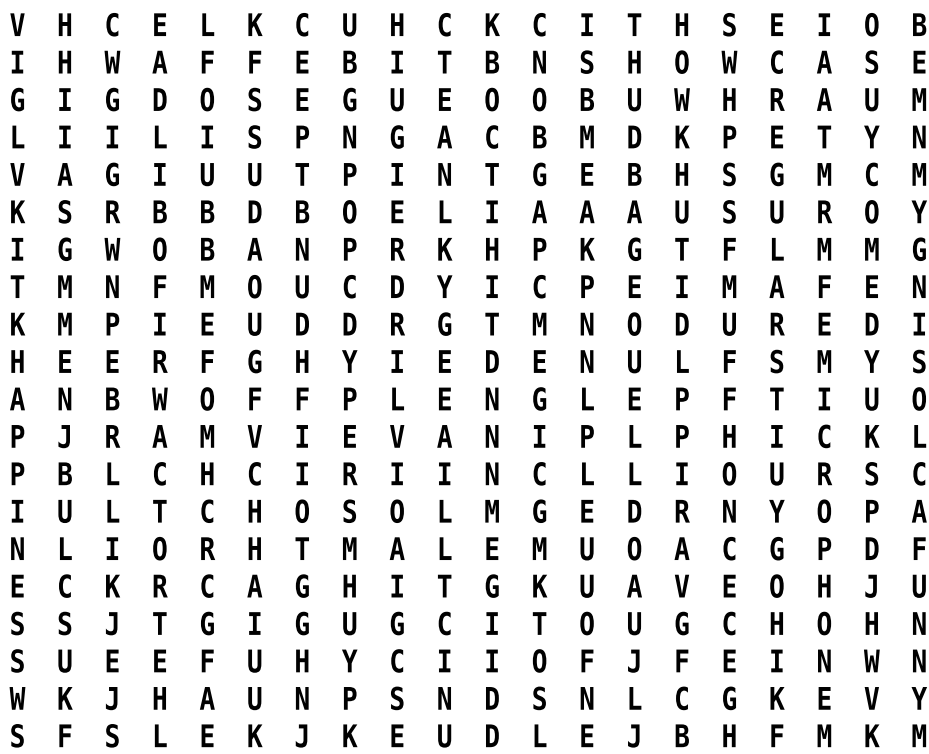 V H C E L K C U H C K C I T H S E I O B
I H W A F F E B I T B N S H O W C A S E
G I G D O S E G U E O O B U W H R A U M
L I I L I S P N G A C B M D K P E T Y N
V A G I U U T P I N T G E B H S G M C M
K S R B B D B O E L I A A A U S U R O Y
I G W O B A N P R K H P K G T F L M M G
T M N F M O U C D Y I C P E I M A F E N
K M P I E U D D R G T M N O D U R E D I
H E E R F G H Y I E D E N U L F S M Y S
A N B W O F F P L E N G L E P F T I U O
P J R A M V I E V A N I P L P H I C K L
P B L C H C I R I I N C L L I O U R S C
I U L T C H O S O L M G E D R N Y O P A
N L I O R H T M A L E M U O A C G P D F
E C K R C A G H I T G K U A V E O H J U
S S J T G I G U G C I T O U G C H O H N
S U E E F U H Y C I I O F J F E I N W N
W K J H A U N P S N D S N L C G K E V Y
S F S L E K J K E U D L E J B H F M K M